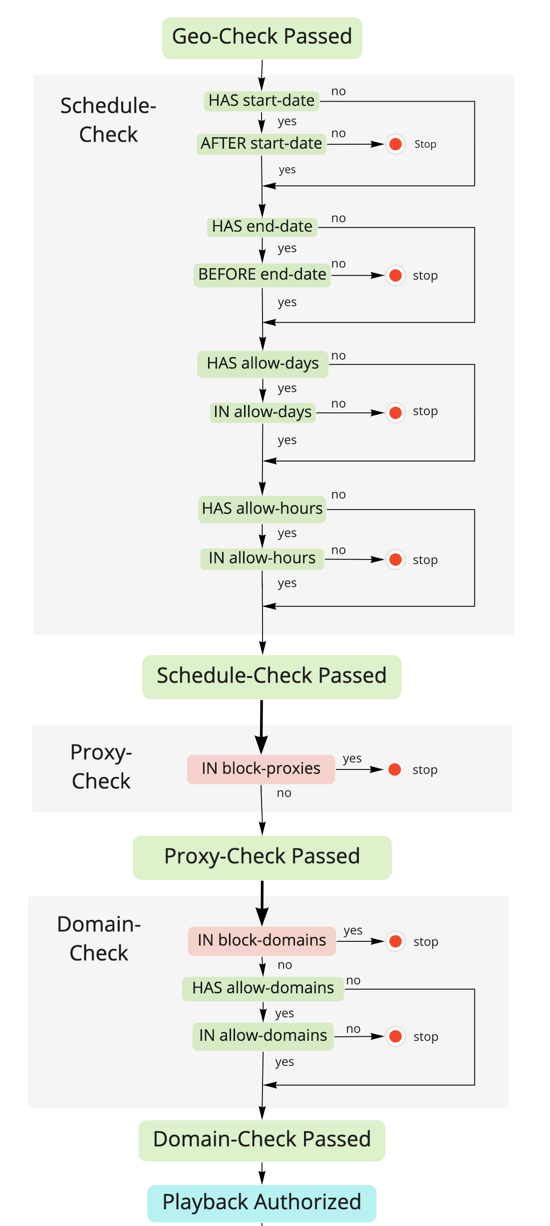 Geo-Check Passed
Schedule-
Check
HAS start-date
no
yes
AFTER start-date
no
Stop
yes
HAS end-date
no
yes
BEFORE end-date
no
stop
yes
HAS allow-days
no
yes
IN allow-days
no
stop
yes
HAS allow-hours
no
yes
IN allow-hours
no
stop
yes
Schedule-Check Passed
Proxy-
Check
IN block-proxies
yes
stop
no
Proxy-Check Passed
Domain-
Check
IN block-domains
yes
stop
no
HAS allow-domains
no
yes
IN allow-domains
no
stop
yes
Domain-Check Passed
Playback Authorized